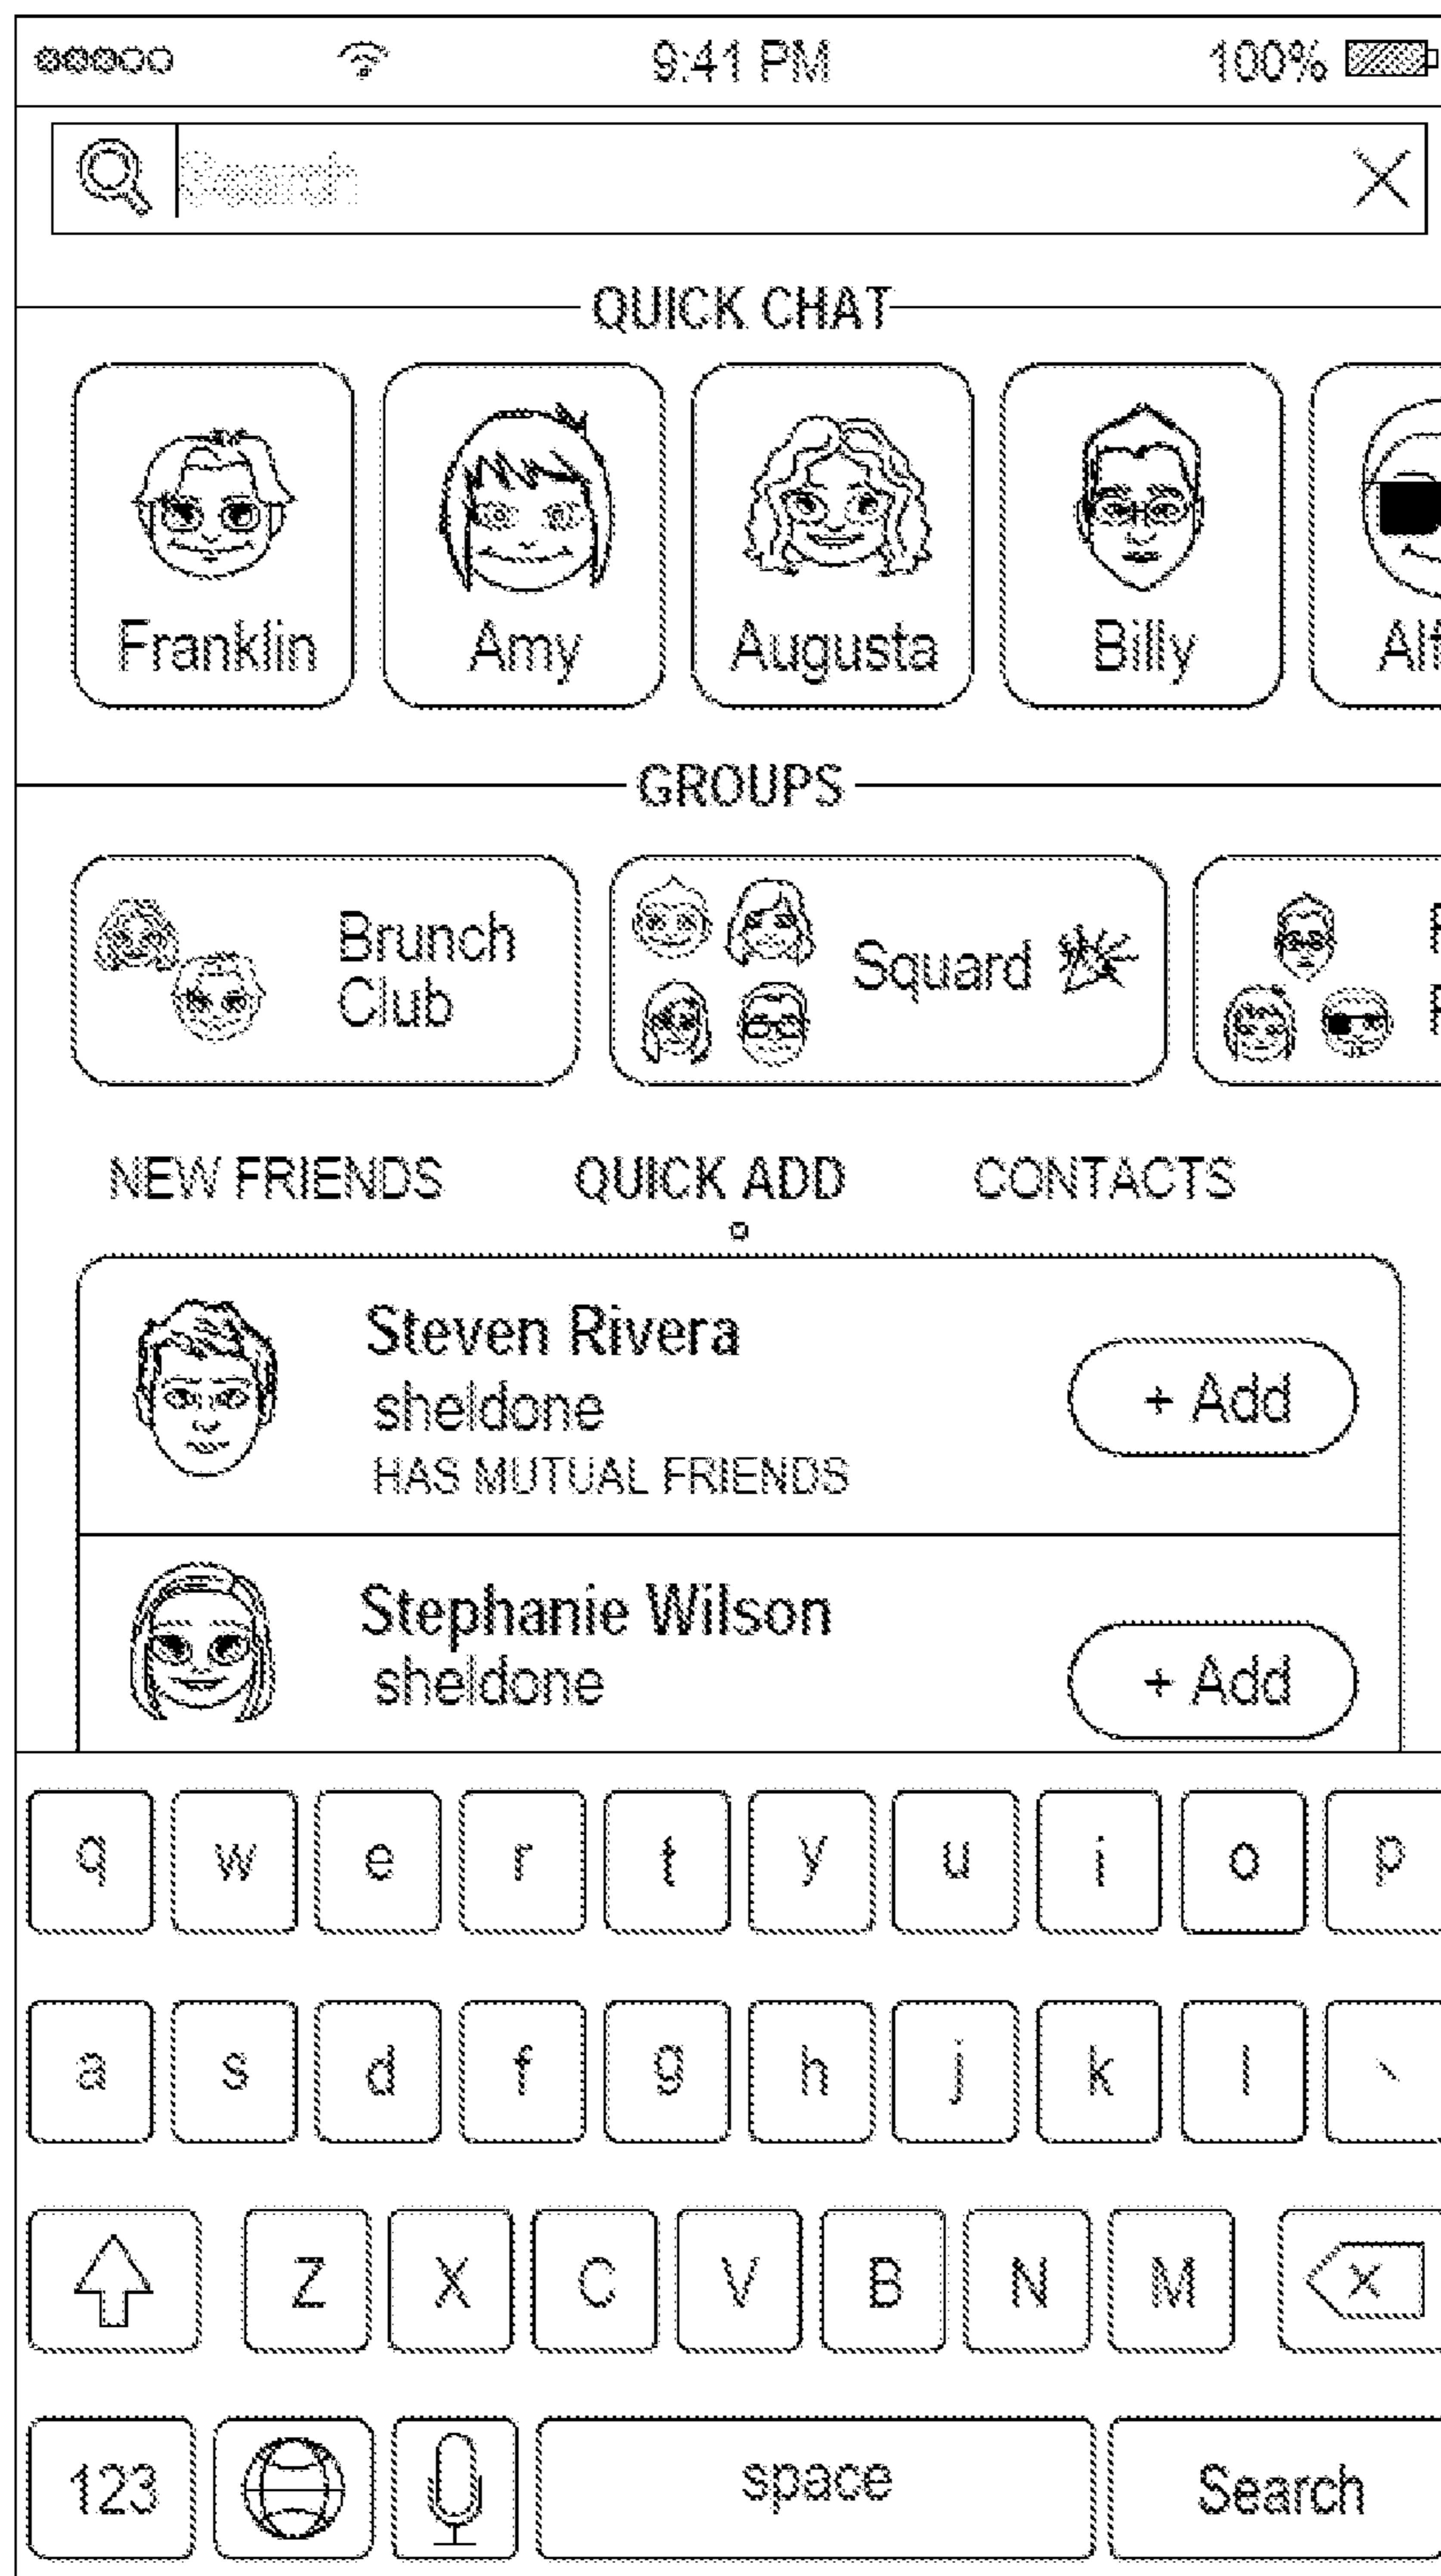 9:41 PM 100%
Search
QUICK CHAT
Franklin Amy Augusta Billy Alf
GROUPS
Brunch
Club
Squard
NEW FRIENDS QUICK ADD CONTACTS
Steven Rivera
sheldone
HAS MUTUAL FRIENDS
+ Add
Stephanie Wilson
sheldone
+ Add
q w e r t y u i o p
a s d f g h j k l
Z X C V B N M
123 space Search